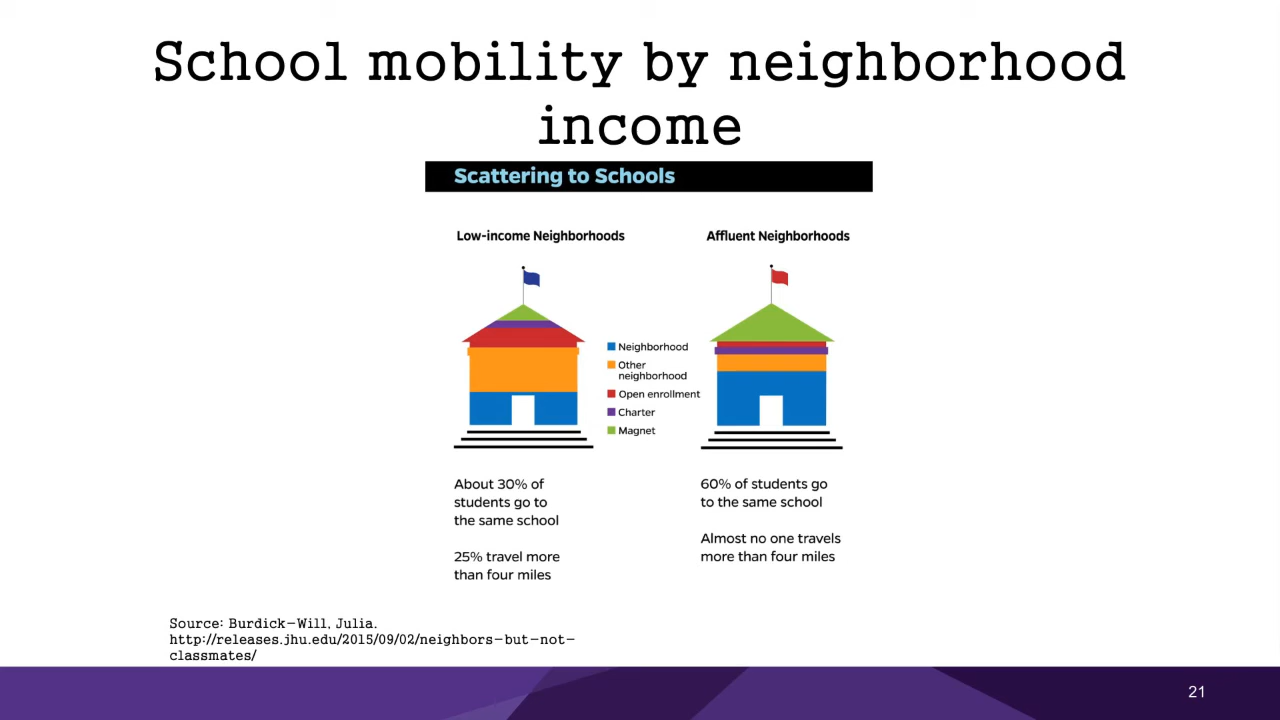 School mobility by neighborhood
income
Scattering to Schools
Low-income Neighborhoods
Affluent Neighborhoods
Neighborhood
Other
neighborhood
Open enrollment
Charter
Magnet
About 30% of
students go to
the same school
25% travel more
than four miles
60% of students go
to the same school
Almost no one travels
more than four miles
Source: Burdick-Will, Julia.
http://releases.jhu.edu/2015/09/02/neighbors-but-not-
classmates/
21